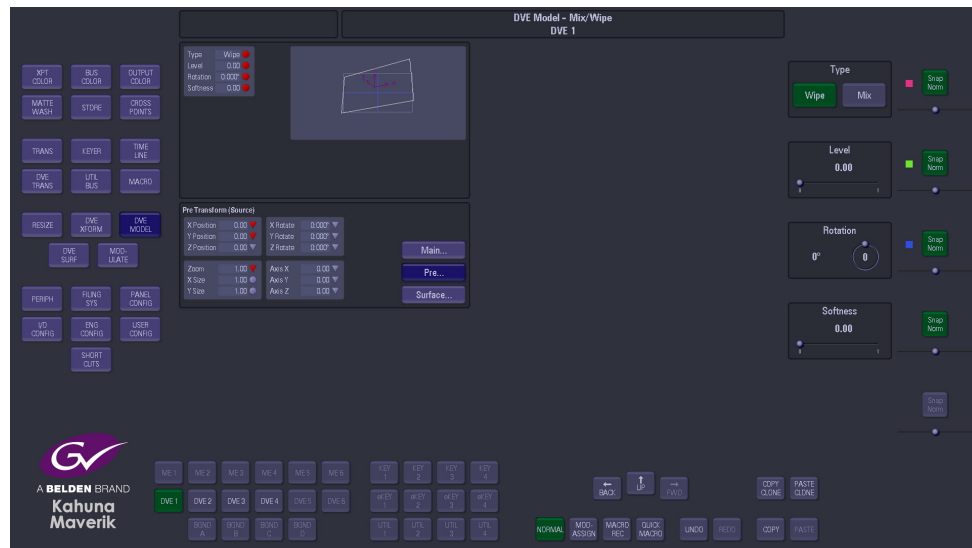 DVE Model - Mix/Wipe
DVE 1
Type Wipe
Level 0.00
Rotation 0.000°
Softness 0.00
XPT COLOR
BUS COLOR
OUTPUT COLOR
MATTE WASH
STORE
CROSS POINTS
TRANS
KEYER
TIME LINE
DVE TRANS
UTIL BUS
MACRO
RESIZE
DVE XFORM
DVE MODEL
DVE SURF
MOD-ULATE
PERIPH
FILING SYS
PANEL CONFIG
I/O CONFIG
ENG CONFIG
USER CONFIG
SHORT CUTS
Pre Transform (Source)
X Position 0.00 X Rotate 0.000°
Y Position 0.00 Y Rotate 0.000°
Z Position 0.00 Z Rotate 0.000°
Zoom 1.00 Axis X 0.00
X Size 1.00 Axis Y 0.00
Y Size 1.00 Axis Z 0.00
Main...
Pre...
Surface...
Type
Wipe Mix
Snap Norm
Level
0.00
Snap Norm
Rotation
0° 0
Snap Norm
Softness
0.00
Snap Norm
Snap Norm
GV
A BELDEN BRAND
Kahuna
Maverik
ME 1 ME 2 ME 3 ME 4 ME 5 ME 6
DVE 1 DVE 2 DVE 3 DVE 4 DVE 5 DVE 6
BGND A BGND B BGND C BGND D
KEY 1 KEY 2 KEY 3 KEY 4
eKEY 1 eKEY 2 eKEY 3 eKEY 4
UTIL 1 UTIL 2 UTIL 3 UTIL 4
BACK UP FWD
COPY CLONE PASTE CLONE
NORMAL MOD-ASSIGN MACRO REC QUICK MACRO UNDO REDO COPY PASTE